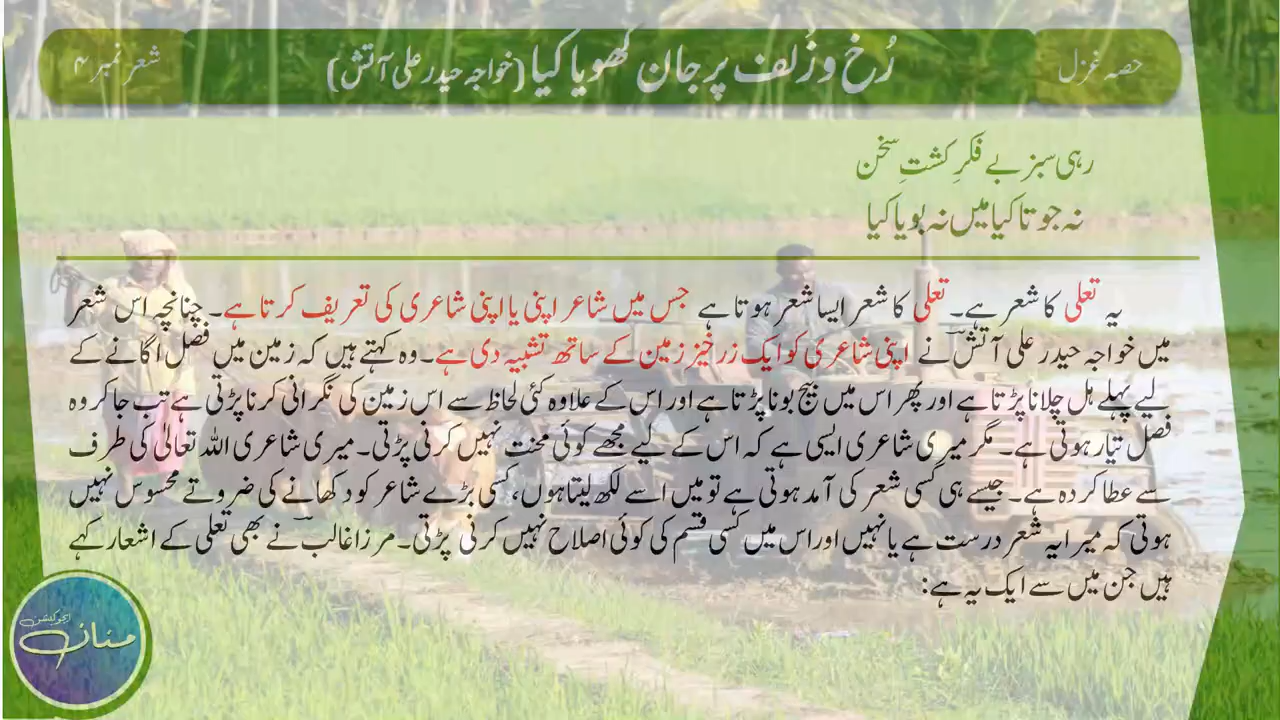 حصہ غزل
رُخ و زُلف پر جان کھویا کیا (خواجہ حیدر علی آتش)
شعر نمبر ۴
رہی سبز بے فکرِ کشتِ سخن
نہ جوتا کیا میں نہ بویا کیا
یہ تعلی کا شعر ہے۔ تعلی کا شعر ایسا شعر ہوتا ہے جس میں شاعر اپنی یا اپنی شاعری کی تعریف کرتا ہے۔ چنانچہ اس شعر
میں خواجہ حیدر علی آتشؔ نے اپنی شاعری کو ایک زرخیز زمین کے ساتھ تشبیہ دی ہے۔ وہ کہتے ہیں کہ زمین میں فصل اگانے کے
لیے پہلے ہل چلانا پڑتا ہے اور پھر اس میں بیج بونا پڑتا ہے اور اس کے علاوہ کئی لحاظ سے اس زمین کی نگرانی کرنا پڑتی ہے تب جا کر وہ
فصل تیار ہوتی ہے۔ مگر میری شاعری ایسی ہے کہ اس کے لیے مجھے کوئی محنت نہیں کرنی پڑتی۔ میری شاعری اللہ تعالیٰ کی طرف
سے عطا کردہ ہے۔ جیسے ہی کسی شعر کی آمد ہوتی ہے تو میں اسے لکھ لیتا ہوں، کسی بڑے شاعر کو دکھانے کی ضروتے محسوس نہیں
ہوتی کہ میرا یہ شعر درست ہے یا نہیں اور اس میں کسی قسم کی کوئی اصلاح نہیں کرنی پڑتی۔ مرزا غالبؔ نے بھی تعلی کے اشعار کہے
ہیں جن میں سے ایک یہ ہے:
ایجوکیشن
منان